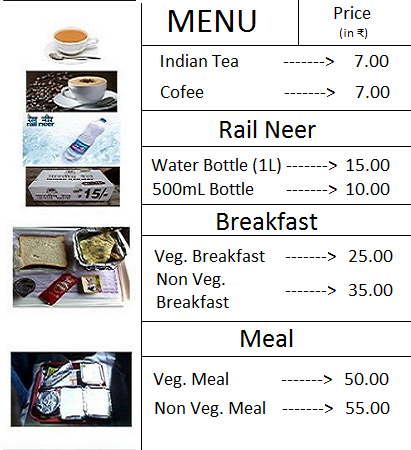 MENU
Price
(in ₹)
Indian Tea -------> 7.00
Cofee -------> 7.00
रेल नीर
rail neer
Rail Neer
Water Bottle (1L) -------> 15.00
500mL Bottle -------> 10.00
15/-
Breakfast
Veg. Breakfast -------> 25.00
Non Veg.
Breakfast -------> 35.00
Meal
Veg. Meal -------> 50.00
Non Veg. Meal -------> 55.00